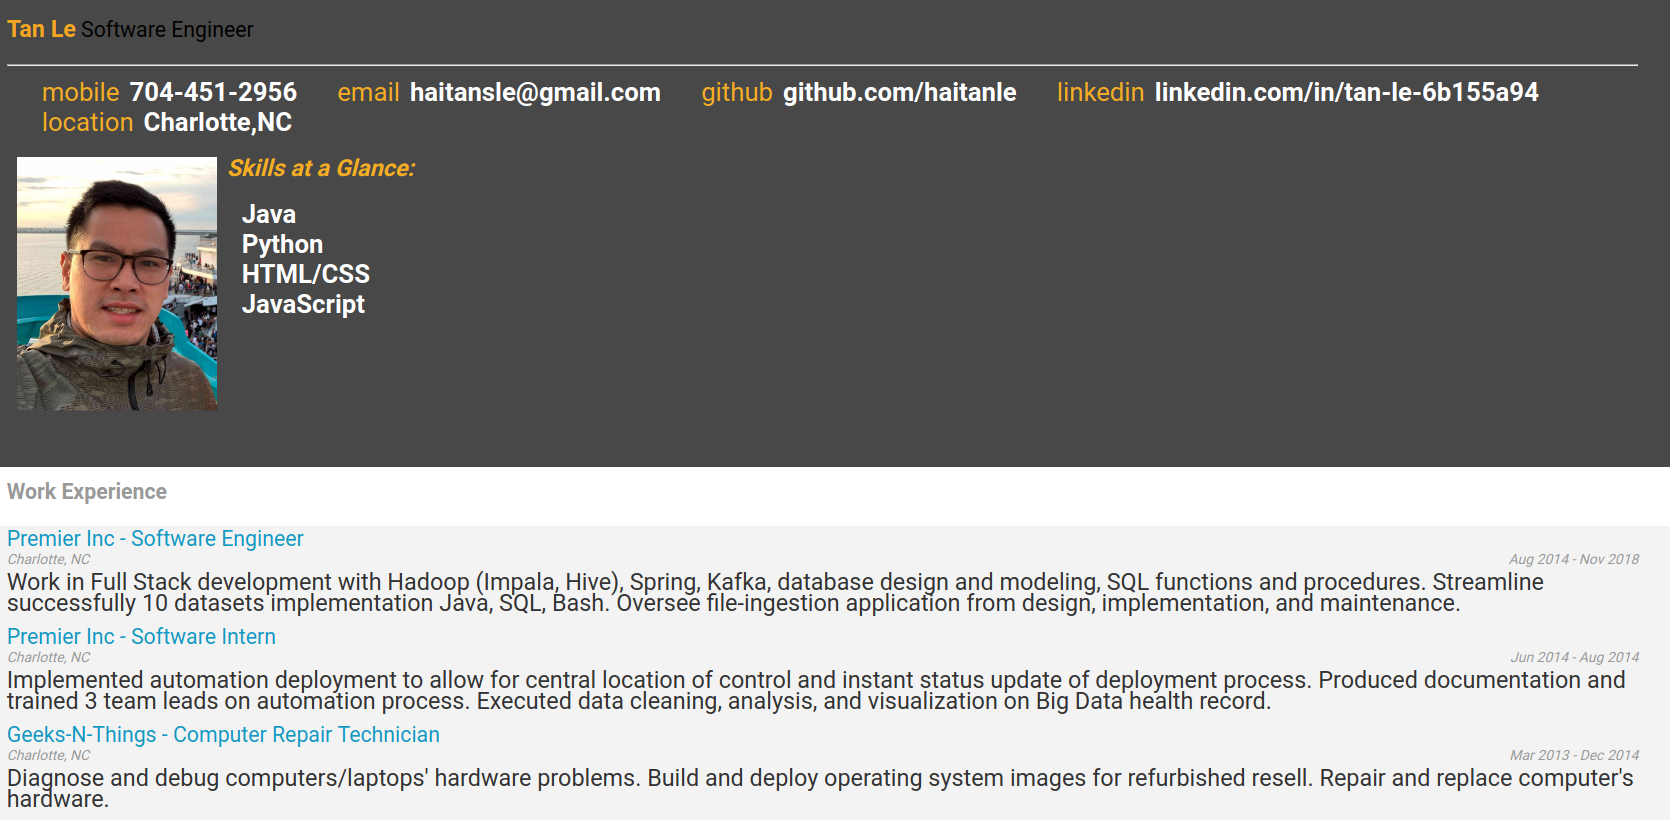 Tan Le Software Engineer
mobile 704-451-2956 email haitansle@gmail.com github github.com/haitanle linkedin linkedin.com/in/tan-le-6b155a94
location Charlotte,NC
Skills at a Glance:
Java
Python
HTML/CSS
JavaScript
Work Experience
Premier Inc - Software Engineer
Charlotte, NC Aug 2014 - Nov 2018
Work in Full Stack development with Hadoop (Impala, Hive), Spring, Kafka, database design and modeling, SQL functions and procedures. Streamline
successfully 10 datasets implementation Java, SQL, Bash. Oversee file-ingestion application from design, implementation, and maintenance.
Premier Inc - Software Intern
Charlotte, NC Jun 2014 - Aug 2014
Implemented automation deployment to allow for central location of control and instant status update of deployment process. Produced documentation and
trained 3 team leads on automation process. Executed data cleaning, analysis, and visualization on Big Data health record.
Geeks-N-Things - Computer Repair Technician
Charlotte, NC Mar 2013 - Dec 2014
Diagnose and debug computers/laptops' hardware problems. Build and deploy operating system images for refurbished resell. Repair and replace computer's
hardware.